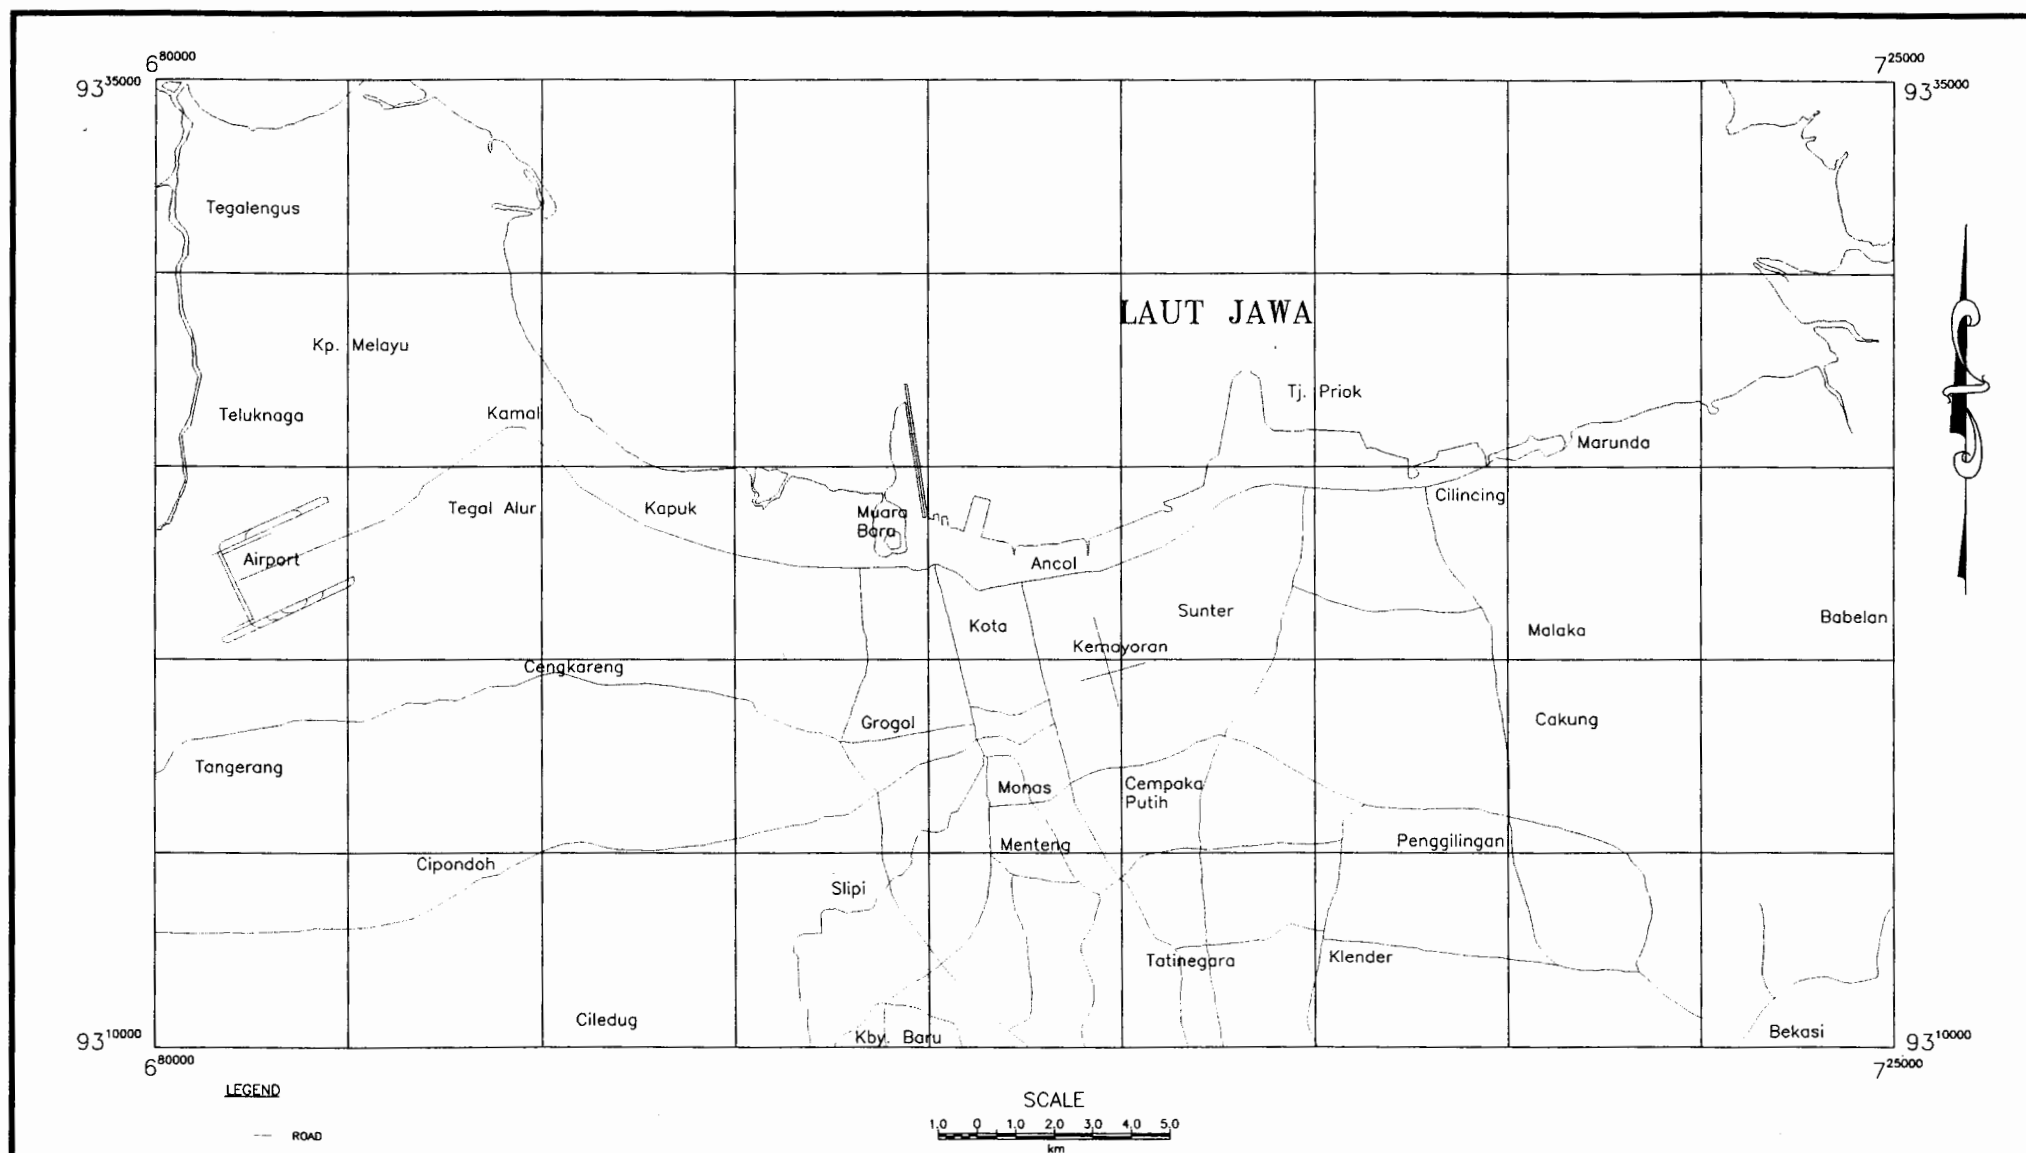 680000
725000
9335000
9335000
Tegalengus
LAUT JAWA
Kp. Melayu
Tj. Priok
Teluknaga
Kamal
Marunda
Cilincing
Tegal Alur
Kapuk
Muara
Baru
Airport
Ancol
Sunter
Babelan
Kota
Malaka
Kemayoran
Cengkareng
Grogol
Cakung
Tangerang
Monas
Cempaka
Putih
Menteng
Penggilingan
Cipondoh
Slipi
Tatinegara
Klender
Ciledug
Kby. Baru
Bekasi
9310000
9310000
680000
725000
LEGEND
ROAD
SCALE
1,0 0 1,0 2,0 3,0 4,0 5,0
km